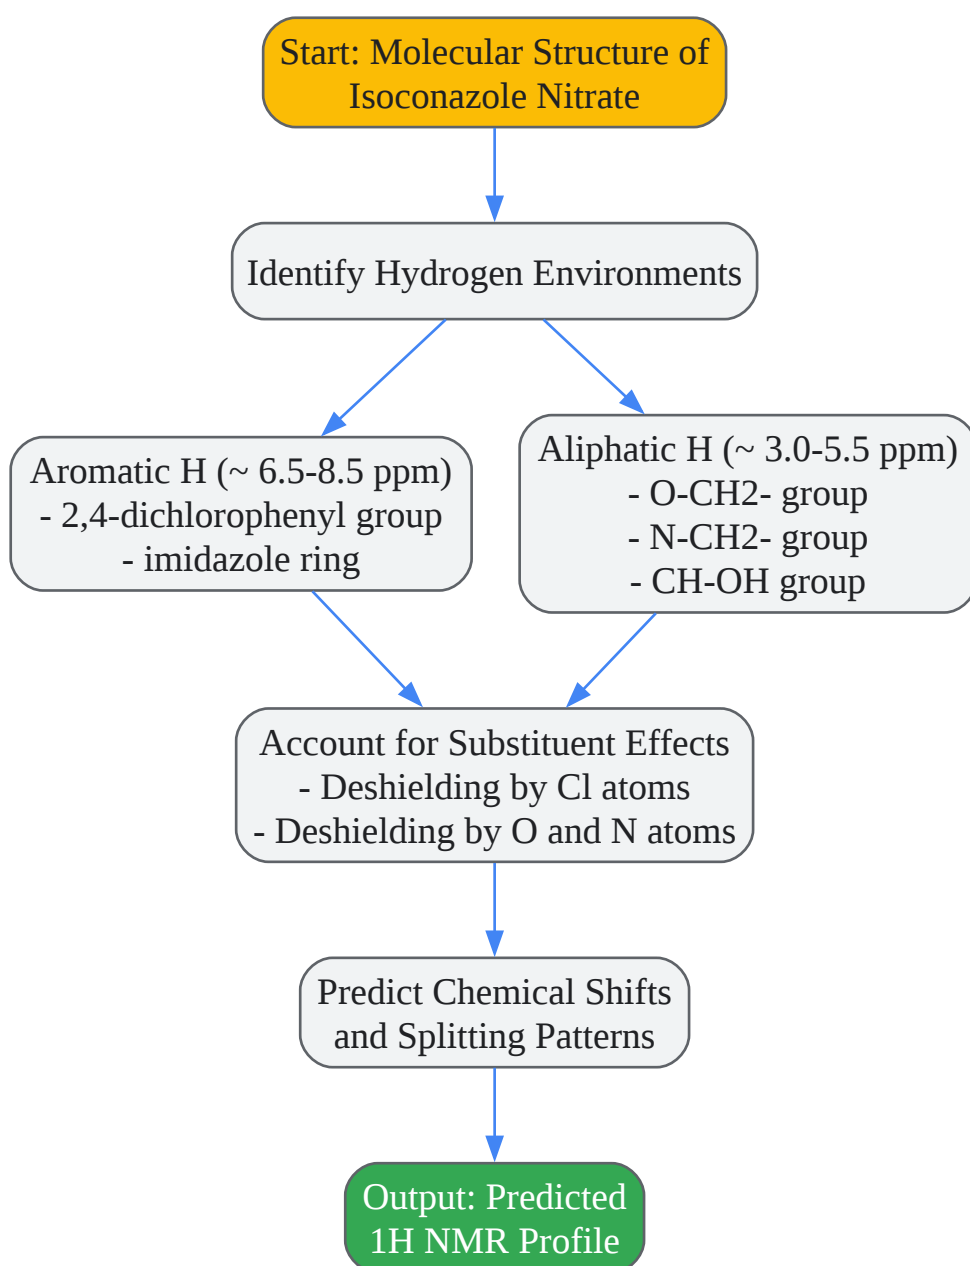 Start: Molecular Structure of
Isoconazole Nitrate
Identify Hydrogen Environments
Aromatic H (~ 6.5-8.5 ppm)
- 2,4-dichlorophenyl group
- imidazole ring
Aliphatic H (~ 3.0-5.5 ppm)
- O-CH2- group
- N-CH2- group
- CH-OH group
Account for Substituent Effects
- Deshielding by Cl atoms
- Deshielding by O and N atoms
Predict Chemical Shifts
and Splitting Patterns
Output: Predicted
1H NMR Profile